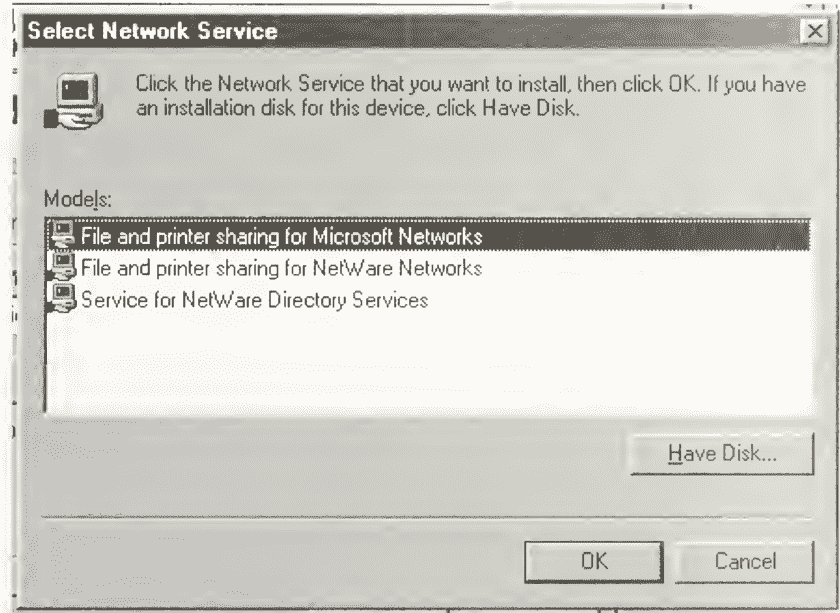 Select Network Service
Click the Network Service that you want to install, then click OK. If you have
an installation disk for this device, click Have Disk.
Models:
File and printer sharing for Microsoft Networks
File and printer sharing for NetWare Networks
Service for NetWare Directory Services
Have Disk...
OK
Cancel